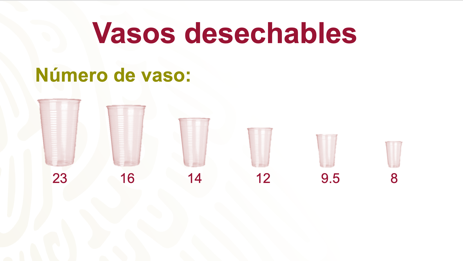 Vasos desechables
Número de vaso:
23 16 14 12 9.5 8